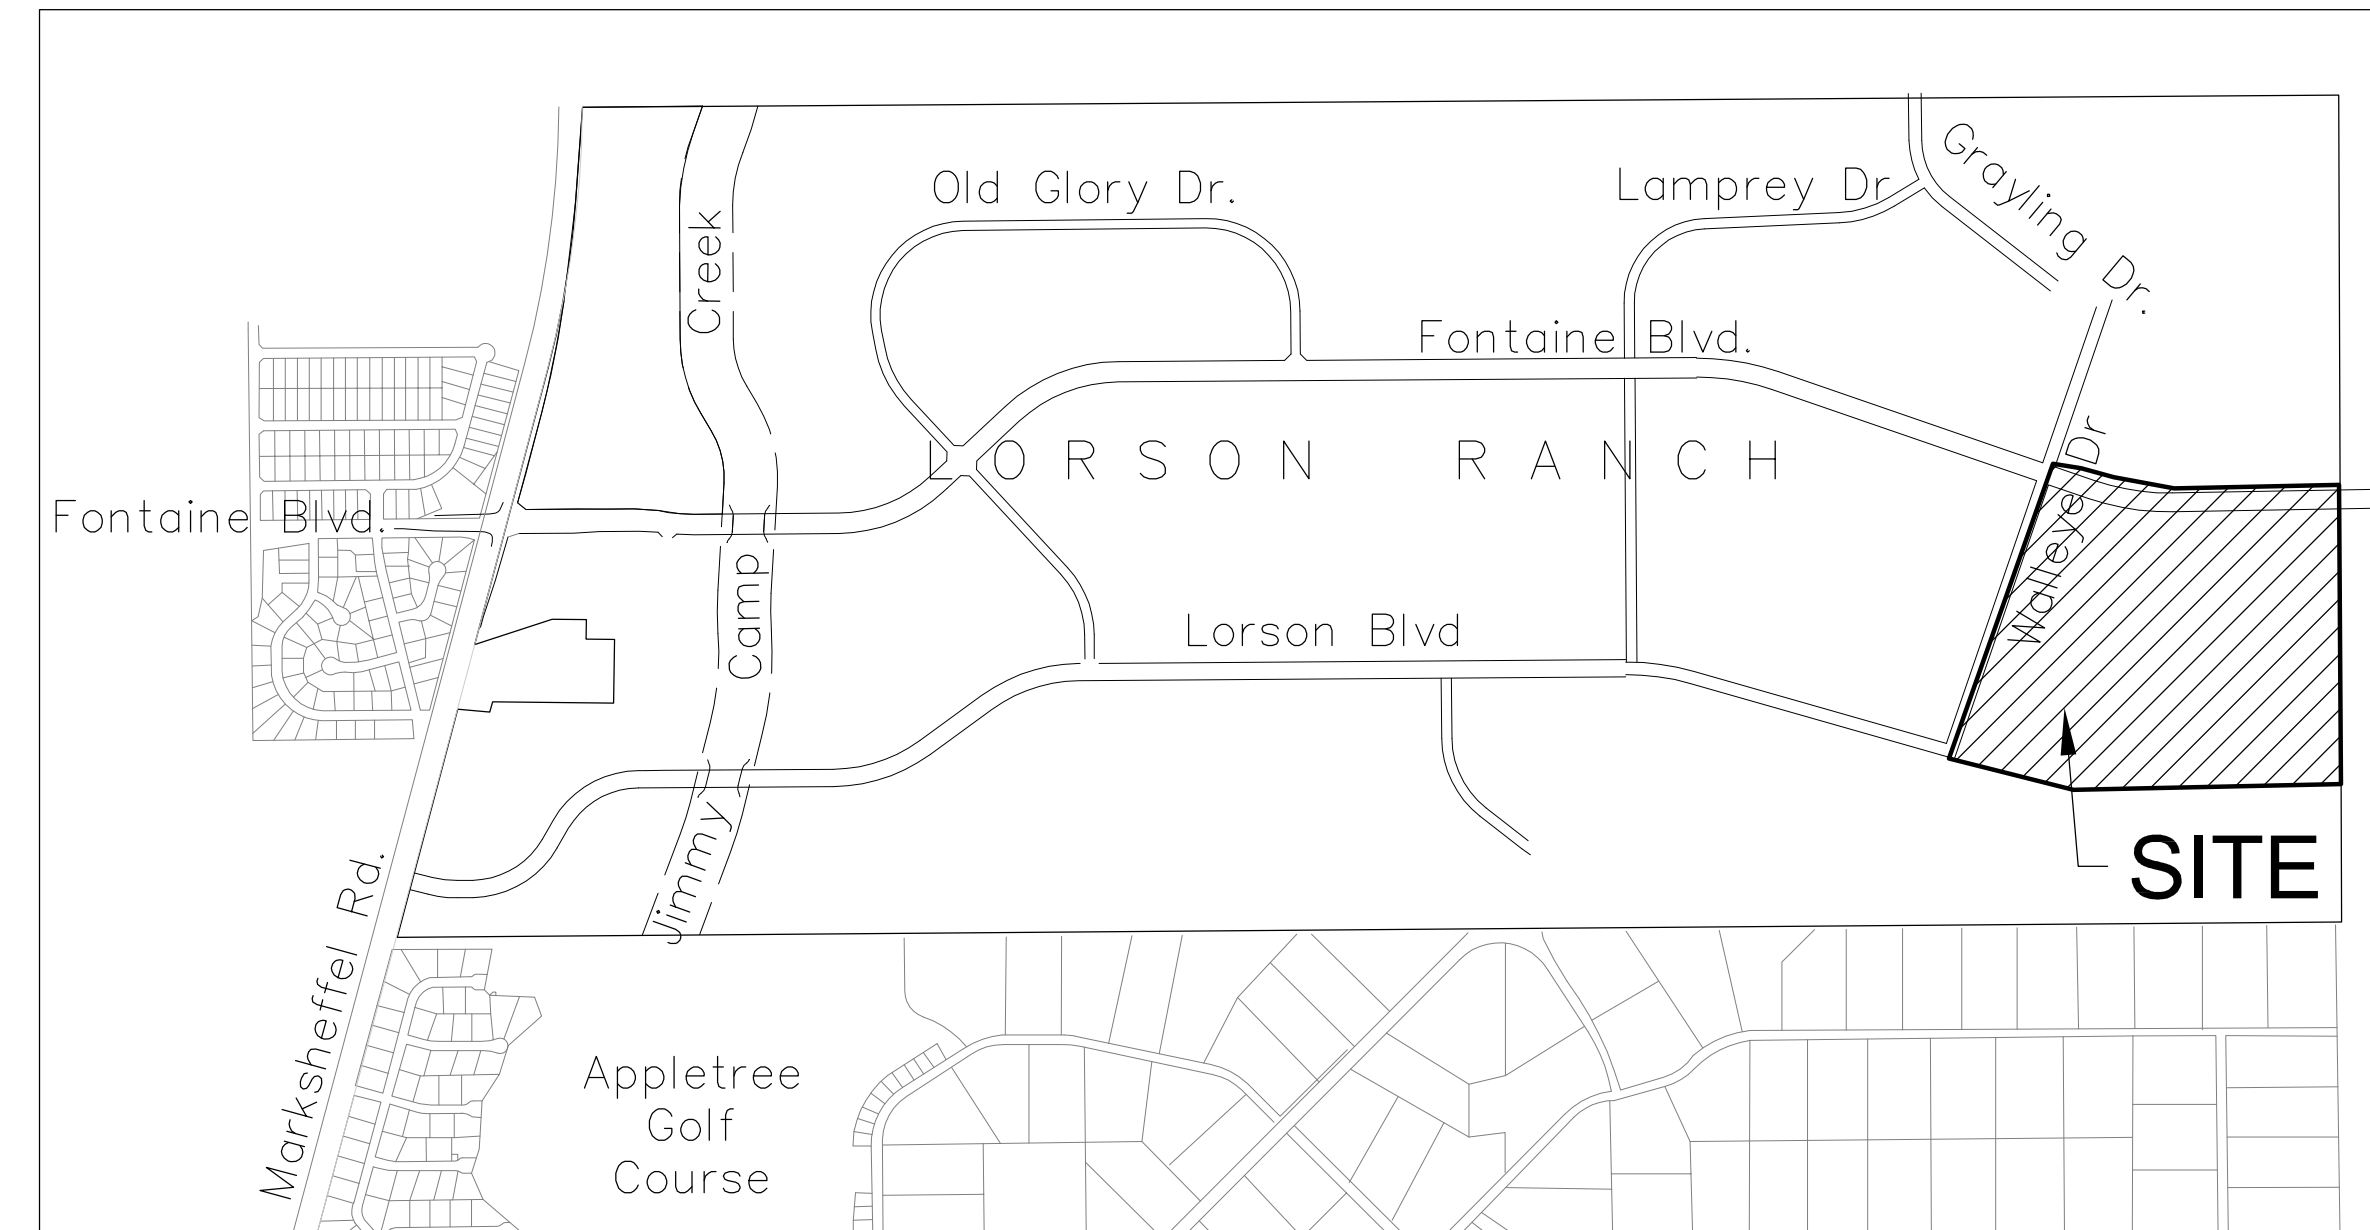 Old Glory Dr.
Lamprey Dr
Grayling Dr.
Creek
Fontaine Blvd.
LORSON RANCH
Fontaine Blvd.
Walleye Dr
Camp
Lorson Blvd
Jimmy
SITE
Marksheffel Rd.
Appletree
Golf
Course